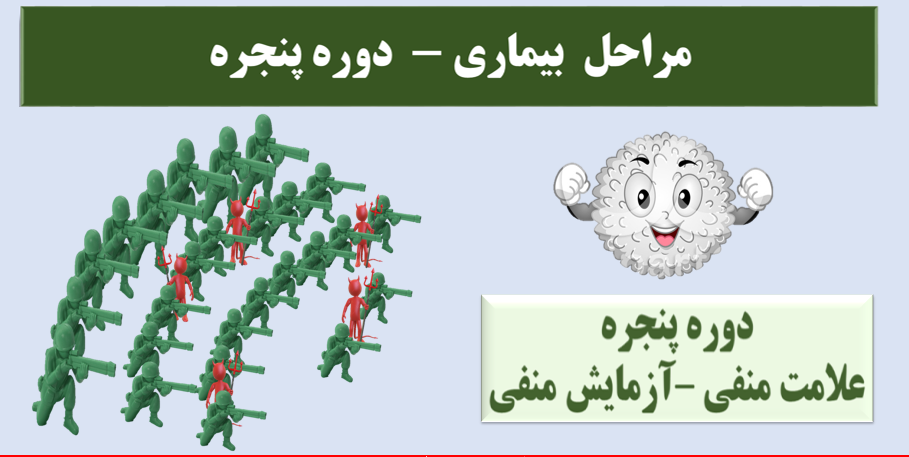 مراحل بیماری – دوره پنجره
دوره پنجره
علامت منفی -آزمایش منفی